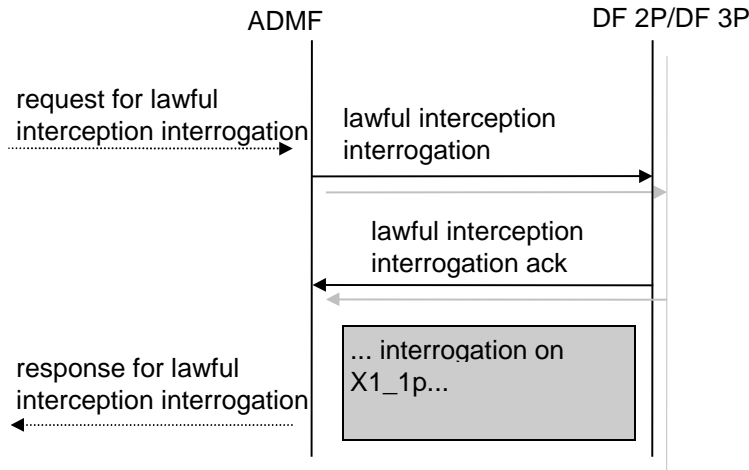 ADMF
DF 2P/DF 3P
request for lawful
interception interrogation
lawful interception
interrogation
lawful interception
interrogation ack
... interrogation on
X1_1p...
response for lawful
interception interrogation